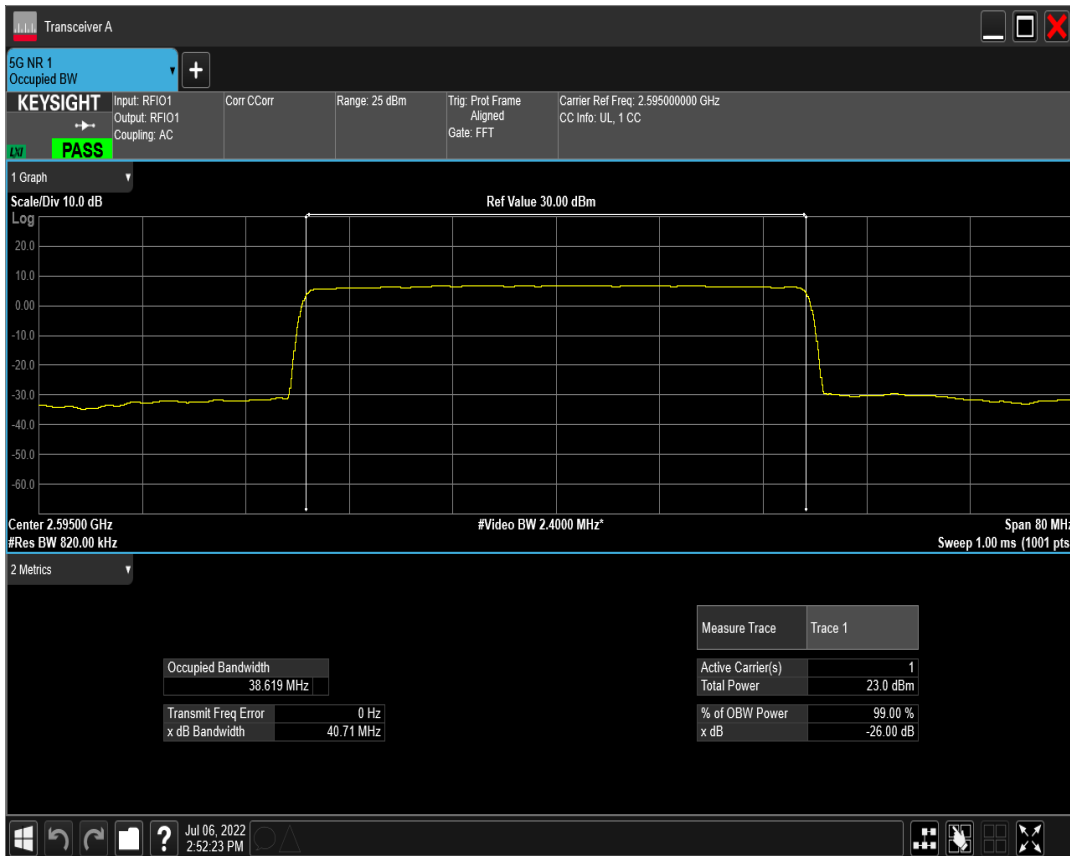 Transceiver A
5G NR 1
Occupied BW
KEYSIGHT
Input: RFIO1
Output: RFIO1
Coupling: AC
Corr CCorr
Range: 25 dBm
Trig: Prot Frame
Aligned
Gate: FFT
Carrier Ref Freq: 2.595000000 GHz
CC Info: UL, 1 CC
LXI
PASS
1 Graph
Scale/Div 10.0 dB
Ref Value 30.00 dBm
Log
20.0
10.0
0.00
-10.0
-20.0
-30.0
-40.0
-50.0
-60.0
Center 2.59500 GHz
#Video BW 2.4000 MHz*
Span 80 MHz
#Res BW 820.00 kHz
Sweep 1.00 ms (1001 pts
2 Metrics
Measure Trace Trace 1
Occupied Bandwidth
38.619 MHz
Active Carrier(s) 1
Total Power 23.0 dBm
Transmit Freq Error 0 Hz
x dB Bandwidth 40.71 MHz
% of OBW Power 99.00 %
x dB -26.00 dB
?
Jul 06, 2022
2:52:23 PM